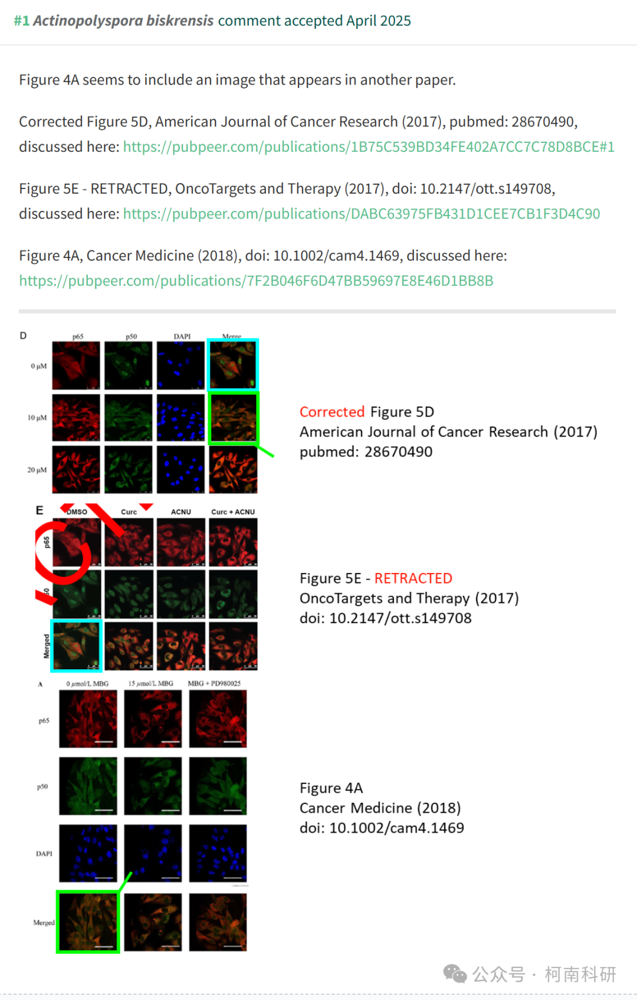 #1 Actinopolyspora biskrensis comment accepted April 2025
Figure 4A seems to include an image that appears in another paper.
Corrected Figure 5D, American Journal of Cancer Research (2017), pubmed: 28670490,
discussed here: https://pubpeer.com/publications/1B75C539BD34FE402A7CC7C78D8BCE#1
Figure 5E - RETRACTED, OncoTargets and Therapy (2017), doi: 10.2147/ott.s149708,
discussed here: https://pubpeer.com/publications/DABC63975FB431D1CEE7CB1F3D4C90
Figure 4A, Cancer Medicine (2018), doi: 10.1002/cam4.1469, discussed here:
https://pubpeer.com/publications/7F2B046F6D47BB59697E8E46D1BB8B
D
p65 p50 DAPI Merge
0 μM
10 μM
20 μM
Corrected Figure 5D
American Journal of Cancer Research (2017)
pubmed: 28670490
E
DMSO Curc ACNU Curc + ACNU
p65
Merged
Figure 5E - RETRACTED
OncoTargets and Therapy (2017)
doi: 10.2147/ott.s149708
A
0 μmol/L MBG 15 μmol/L MBG MBG + PD980025
p65
p50
DAPI
Merged
Figure 4A
Cancer Medicine (2018)
doi: 10.1002/cam4.1469
公众号 · 柯南科研